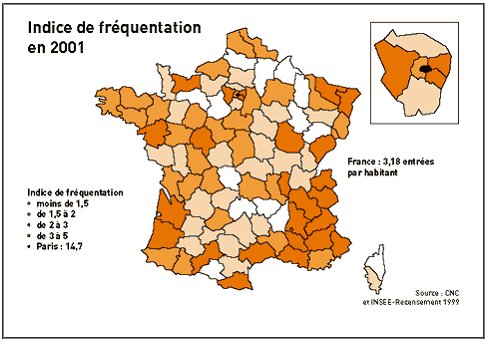 Indice de fréquentation
en 2001
France : 3,18 entrées
par habitant
Indice de fréquentation
moins de 1,5
de 1,5 à 2
de 2 à 3
de 3 à 5
Paris : 14,7
Source : CNC
et INSEE-Recensement 1999